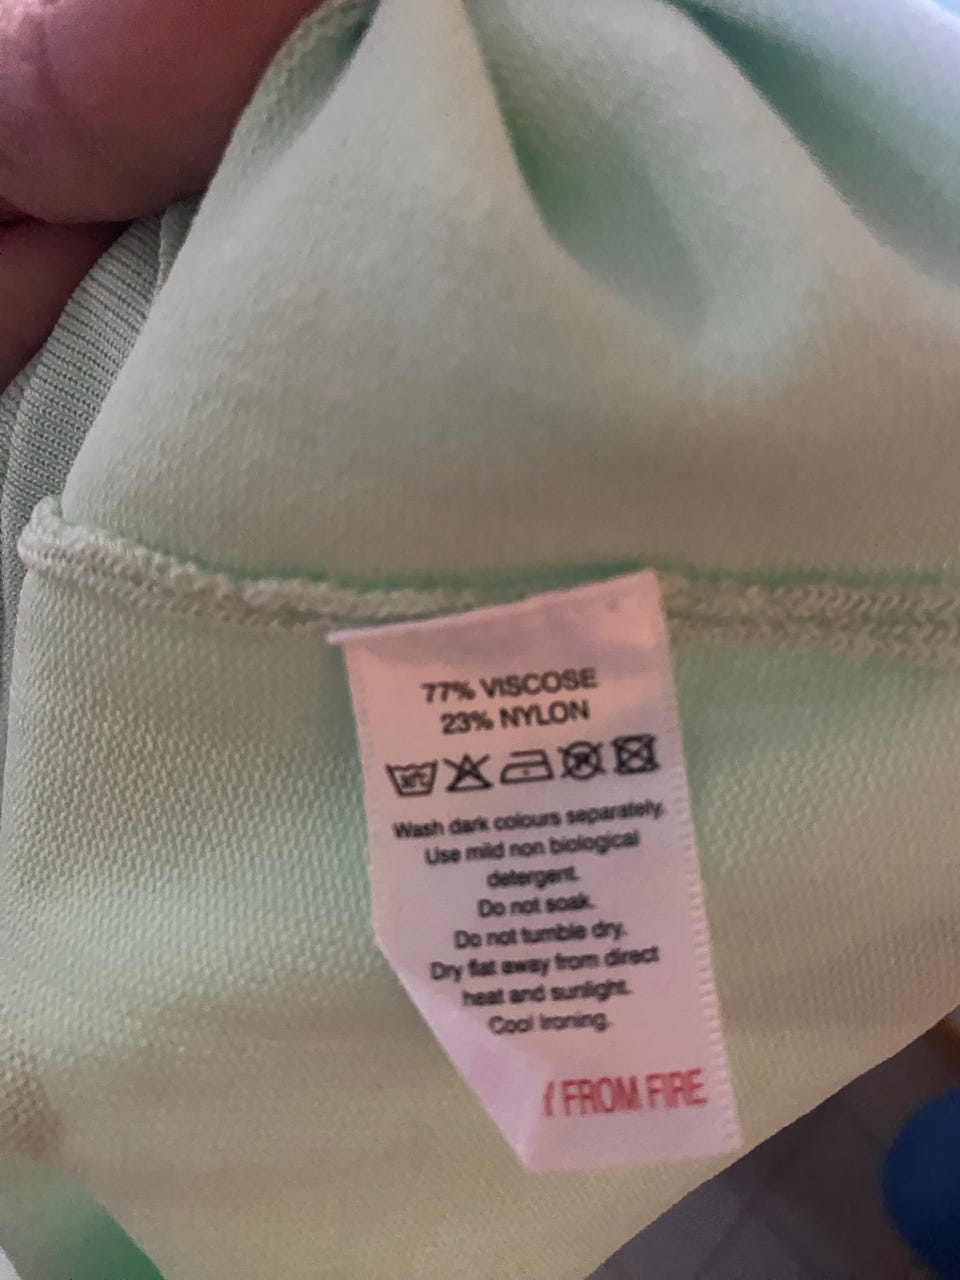 77% VISCOSE
23% NYLON
30°C
Wash dark colours separately.
Use mild non biological
detergent.
Do not soak.
Do not tumble dry.
Dry flat away from direct
heat and sunlight.
Cool Ironing.
Y FROM FIRE